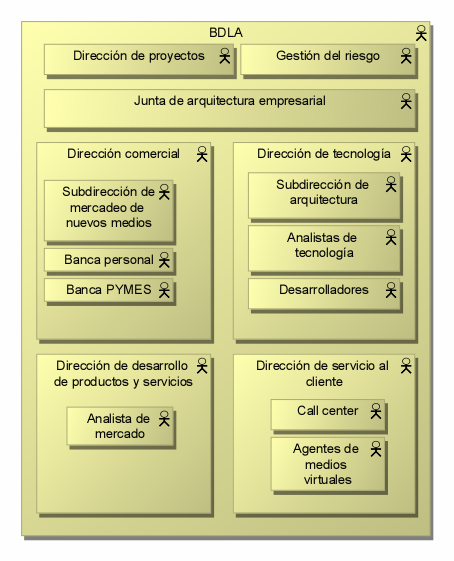 BDLA
Dirección de proyectos
Gestión del riesgo
Junta de arquitectura empresarial
Dirección comercial
Subdirección de
mercadeo de
nuevos medios
Banca personal
Banca PYMES
Dirección de tecnología
Subdirección de
arquitectura
Analistas de
tecnología
Desarrolladores
Dirección de desarrollo
de productos y servicios
Analista de
mercado
Dirección de servicio al
cliente
Call center
Agentes de
medios
virtuales